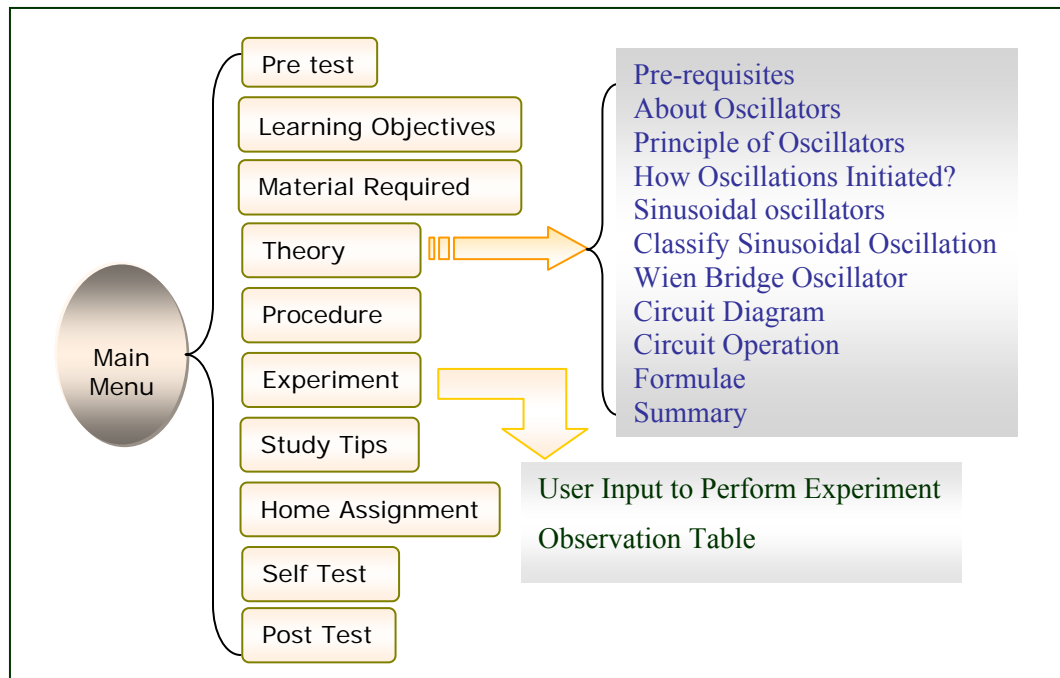 Main
Menu
Pre test
Learning Objectives
Material Required
Theory
Procedure
Experiment
Study Tips
Home Assignment
Self Test
Post Test
Pre-requisites
About Oscillators
Principle of Oscillators
How Oscillations Initiated?
Sinusoidal oscillators
Classify Sinusoidal Oscillation
Wien Bridge Oscillator
Circuit Diagram
Circuit Operation
Formulae
Summary
User Input to Perform Experiment
Observation Table